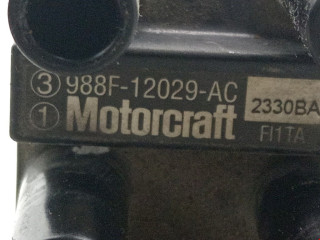 ③ 988F-12029-AC
2330BA
① Motorcraft
FI1TA